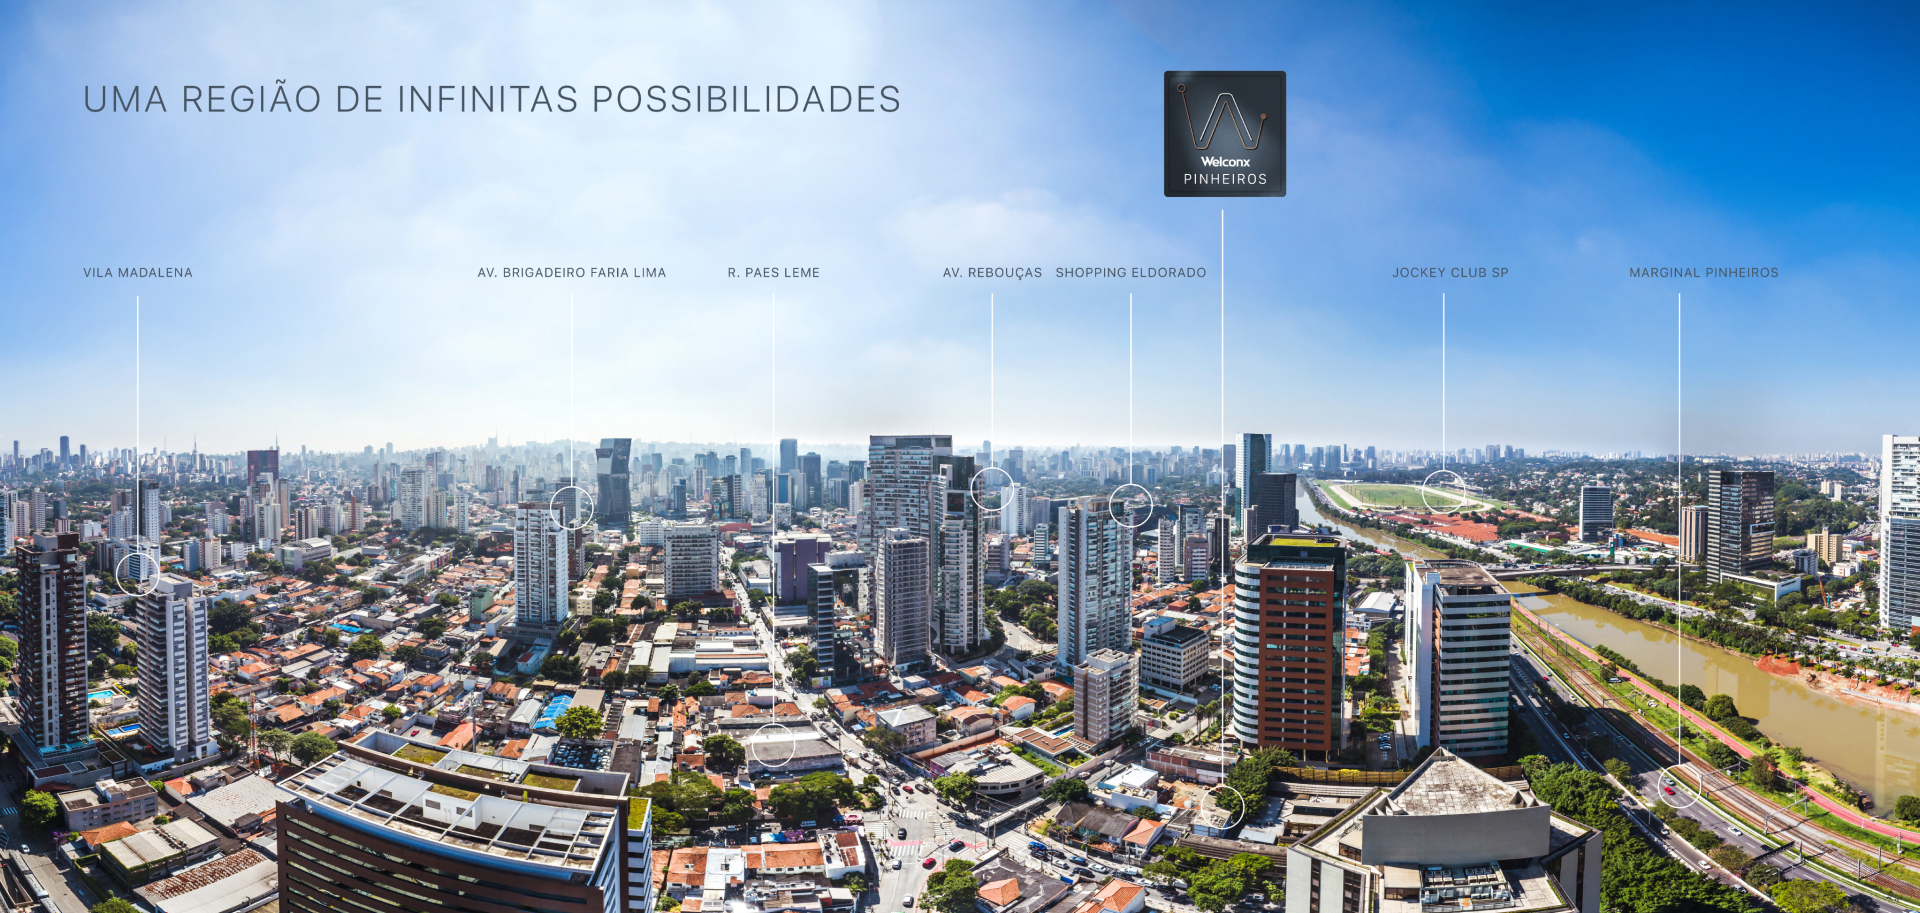 UMA REGIÃO DE INFINITAS POSSIBILIDADES
Welconx
PINHEIROS
VILA MADALENA
AV. BRIGADEIRO FARIA LIMA
R. PAES LEME
AV. REBOUÇAS
SHOPPING ELDORADO
JOCKEY CLUB SP
MARGINAL PINHEIROS